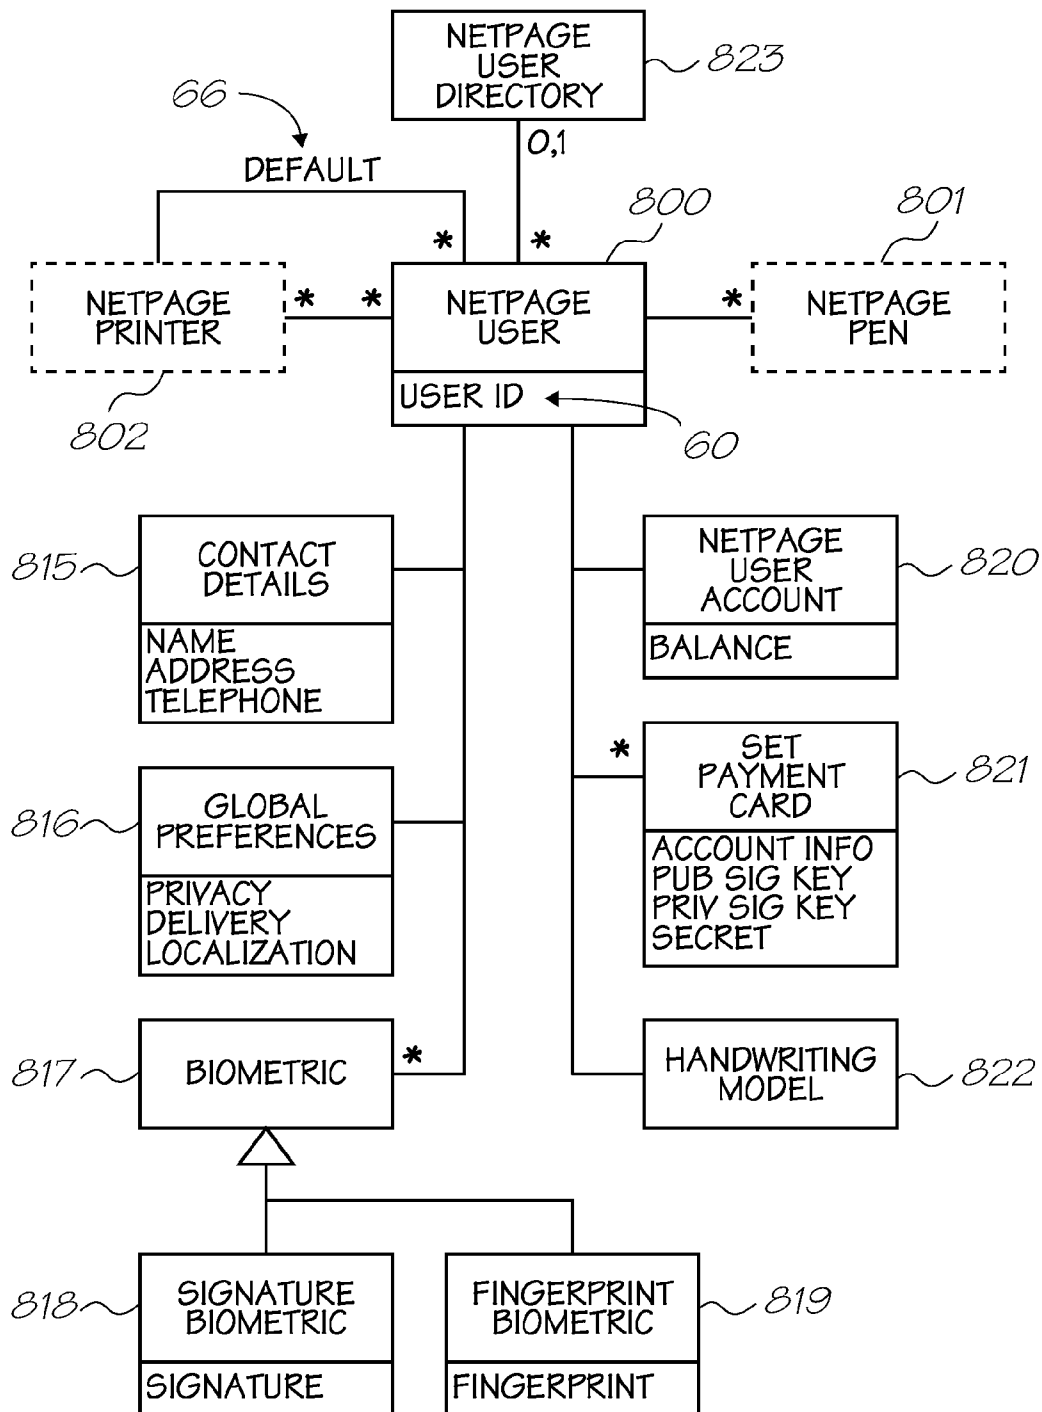 NETPAGE
USER
DIRECTORY
823
66
0,1
DEFAULT
800
801
*
*
NETPAGE
PRINTER
*
*
NETPAGE
USER
*
NETPAGE
PEN
USER ID
802
60
815
CONTACT
DETAILS
NAME
ADDRESS
TELEPHONE
NETPAGE
USER
ACCOUNT
820
BALANCE
816
GLOBAL
PREFERENCES
PRIVACY
DELIVERY
LOCALIZATION
*
SET
PAYMENT
CARD
821
ACCOUNT INFO
PUB SIG KEY
PRIV SIG KEY
SECRET
817
BIOMETRIC
*
HANDWRITING
MODEL
822
818
SIGNATURE
BIOMETRIC
SIGNATURE
FINGERPRINT
BIOMETRIC
819
FINGERPRINT